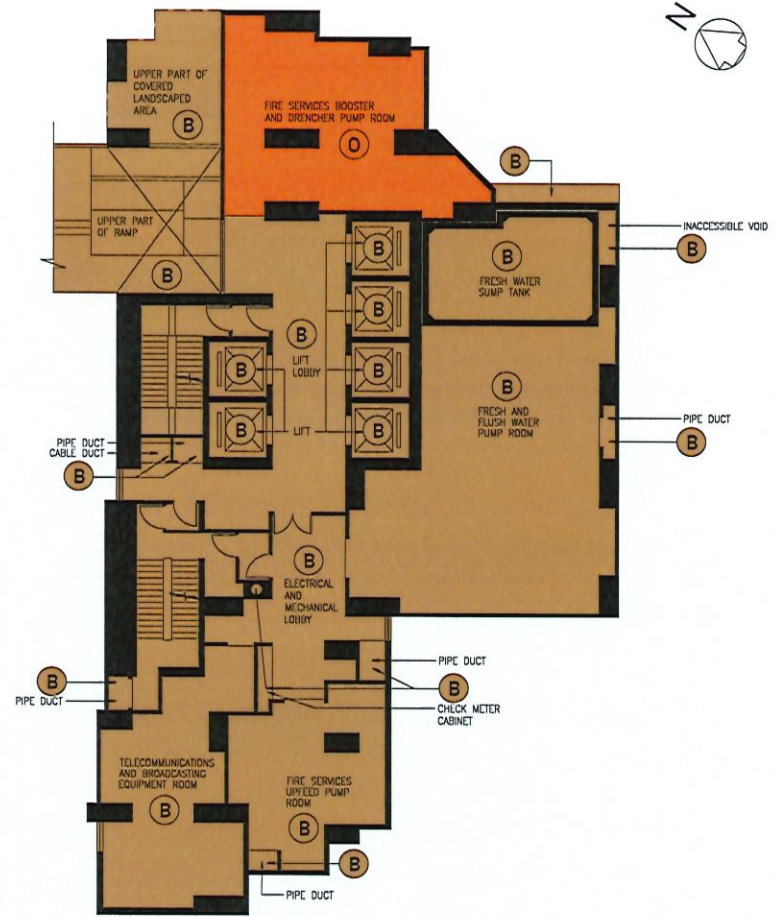 N
UPPER PART OF
COVERED
LANDSCAPED
AREA
B
FIRE SERVICES BOOSTER
AND DRENCHER PUMP ROOM
O
B
UPPER PART
OF RAMP
B
INACCESSIBLE VOID
B
B
FRESH WATER
SUMP TANK
B
B
B
LIFT
LOBBY
B
B
B
B
LIFT
B
B
FRESH AND
FLUSH WATER
PUMP ROOM
PIPE DUCT
B
PIPE DUCT
CABLE DUCT
B
B
ELECTRICAL
AND
MECHANICAL
LOBBY
PIPE DUCT
B
CHECK METER
CABINET
B
PIPE DUCT
TELECOMMUNICATIONS
AND BROADCASTING
EQUIPMENT ROOM
B
FIRE SERVICES
UPFEED PUMP
ROOM
B
B
PIPE DUCT